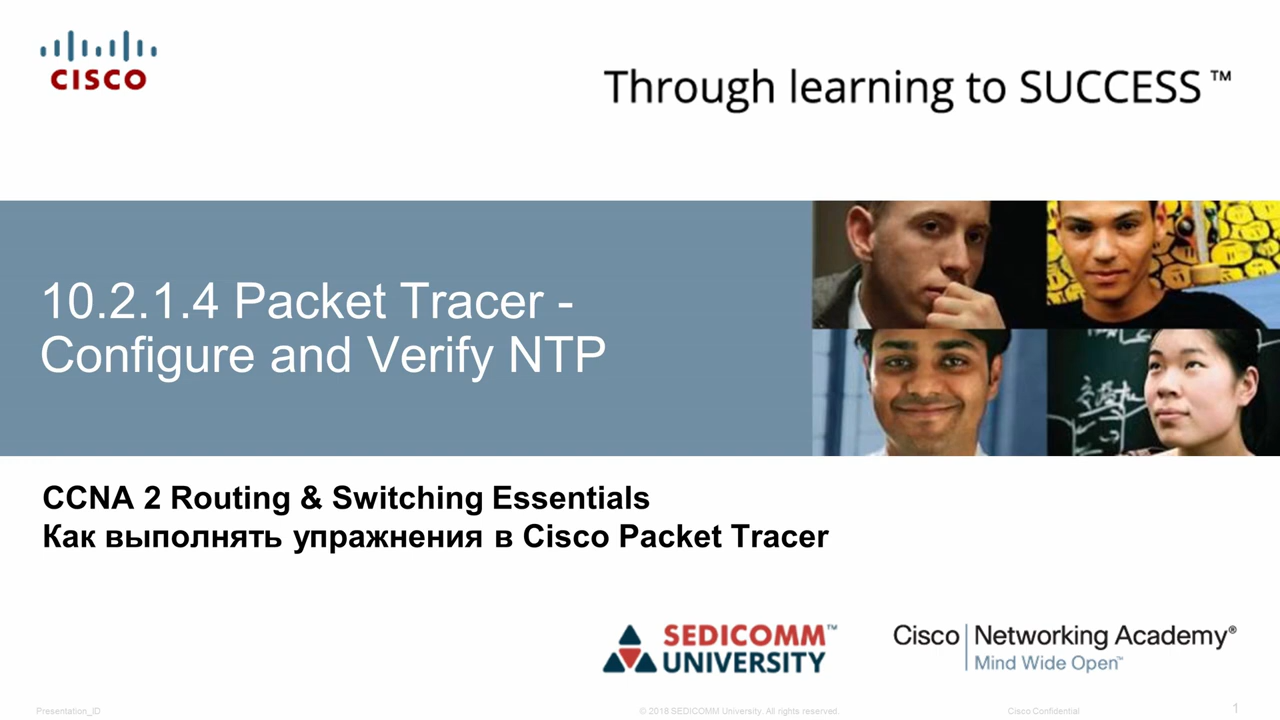 CISCO
Through learning to SUCCESS™
10.2.1.4 Packet Tracer -
Configure and Verify NTP
CCNA 2 Routing & Switching Essentials
Как выполнять упражнения в Cisco Packet Tracer
SEDICOMM™
UNIVERSITY
Cisco Networking Academy®
Mind Wide Open™
Presentation_ID
© 2018 SEDICOMM University. All rights reserved.
Cisco Confidential
1